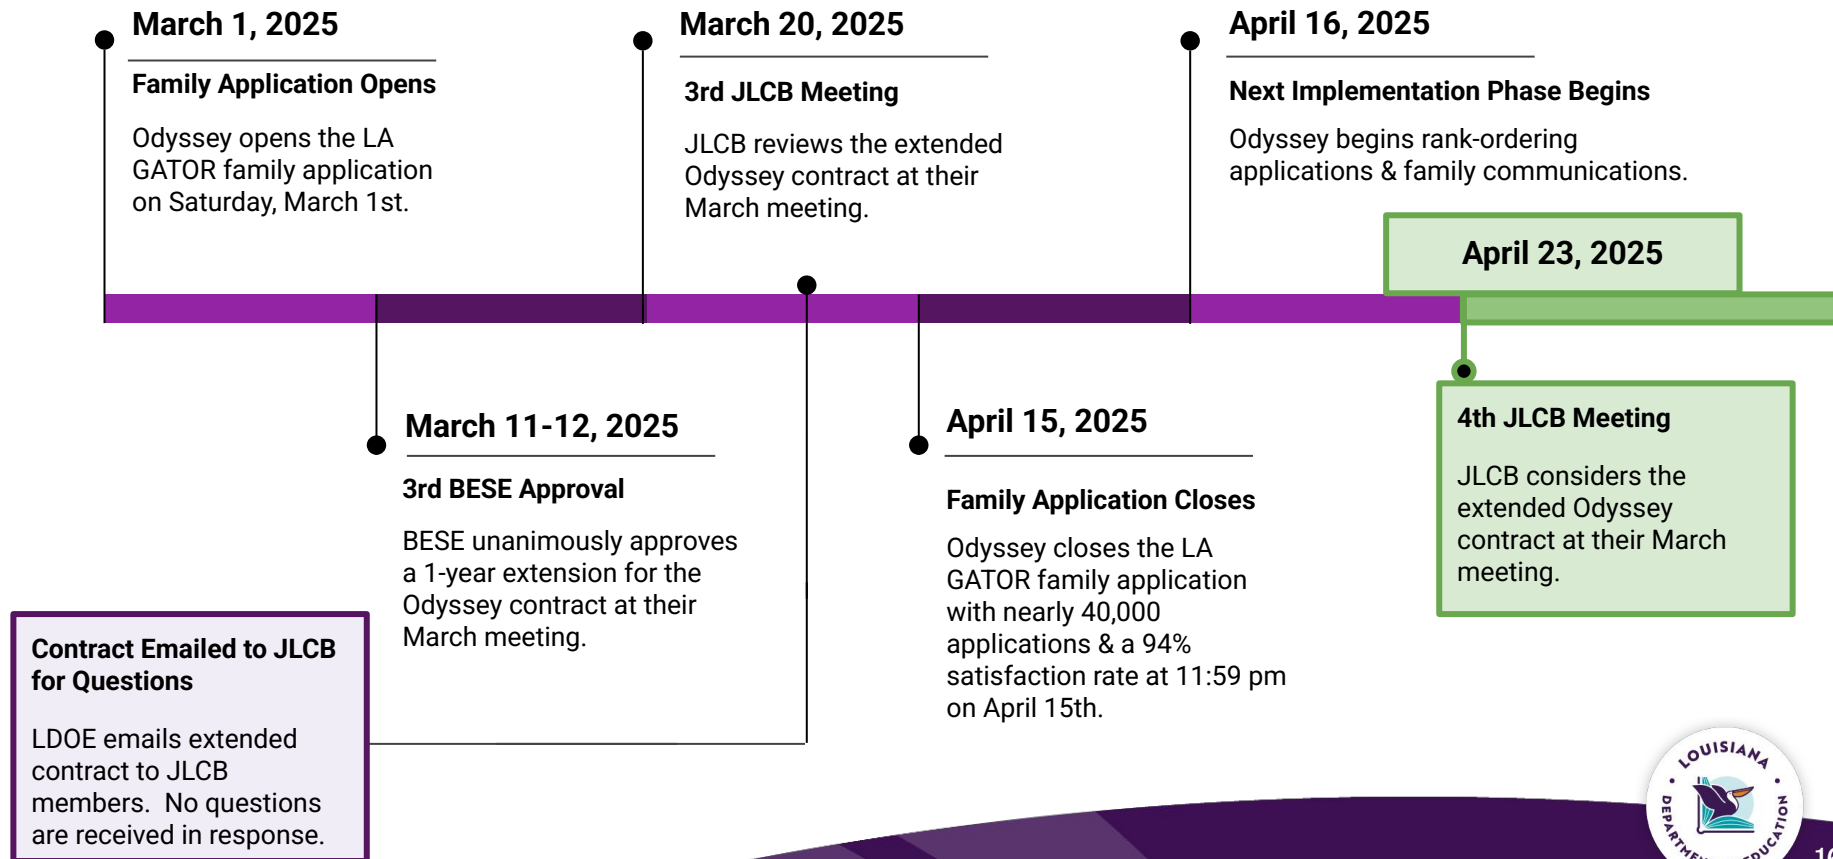 March 1, 2025
Family Application Opens
Odyssey opens the LA
GATOR family application
on Saturday, March 1st.
March 20, 2025
3rd JLCB Meeting
JLCB reviews the extended
Odyssey contract at their
March meeting.
April 16, 2025
Next Implementation Phase Begins
Odyssey begins rank-ordering
applications & family communications.
April 23, 2025
March 11-12, 2025
3rd BESE Approval
BESE unanimously approves
a 1-year extension for the
Odyssey contract at their
March meeting.
April 15, 2025
Family Application Closes
Odyssey closes the LA
GATOR family application
with nearly 40,000
applications & a 94%
satisfaction rate at 11:59 pm
on April 15th.
4th JLCB Meeting
JLCB considers the
extended Odyssey
contract at their March
meeting.
Contract Emailed to JLCB
for Questions
LDOE emails extended
contract to JLCB
members.  No questions
are received in response.
LOUISIANA